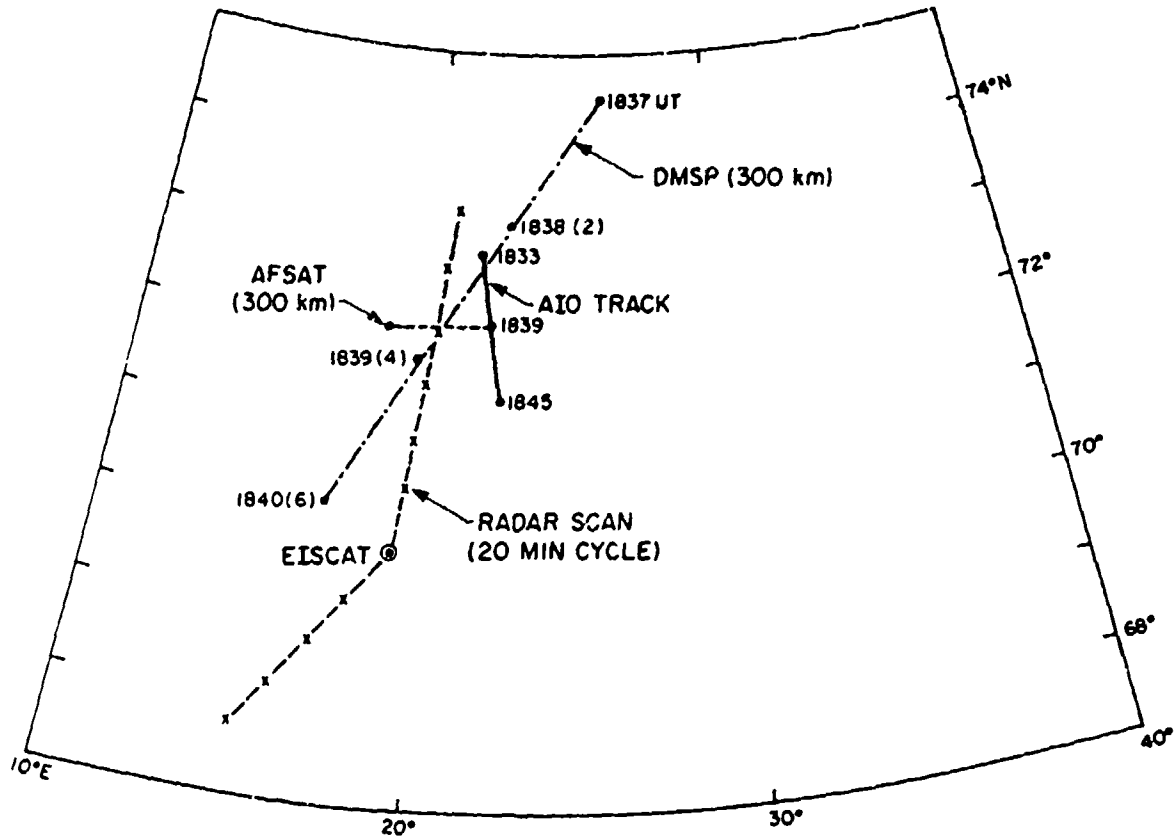 74°N
1837 UT
DMSP (300 km)
1838 (2)
1833
AFSAT
(300 km)
AIO TRACK
72°
1839
1839 (4)
1845
70°
1840(6)
RADAR SCAN
(20 MIN CYCLE)
EISCAT
68°
40°
10°E
20°
30°